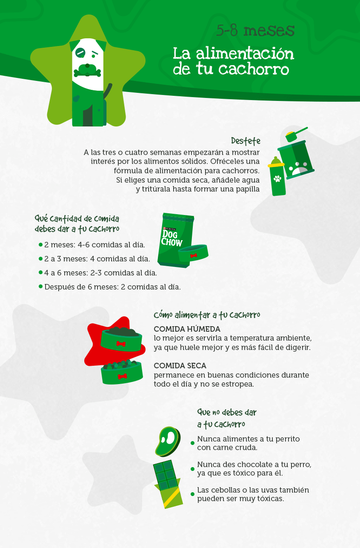 5-8 meses
La alimentación
de tu cachorro
Destete
A las tres o cuatro semanas empezarán a mostrar
interés por los alimentos sólidos. Ofréceles una
fórmula de alimentación para cachorros.
Si eliges una comida seca, añádele agua
y tritúrala hasta formar una papilla
Qué cantidad de comida
debes dar a tu cachorro
2 meses: 4-6 comidas al día.
2 a 3 meses: 4 comidas al día.
4 a 6 meses: 2-3 comidas al día.
Después de 6 meses: 2 comidas al día.
DOG
CHOW
Cómo alimentar a tu cachorro
COMIDA HÚMEDA
lo mejor es servirla a temperatura ambiente,
ya que huele mejor y es más fácil de digerir.
COMIDA SECA
permanece en buenas condiciones durante
todo el día y no se estropea.
Que no debes dar
a tu cachorro
Nunca alimentes a tu perrito
con carne cruda.
Nunca des chocolate a tu perro,
ya que es tóxico para él.
Las cebollas o las uvas también
pueden ser muy tóxicas.